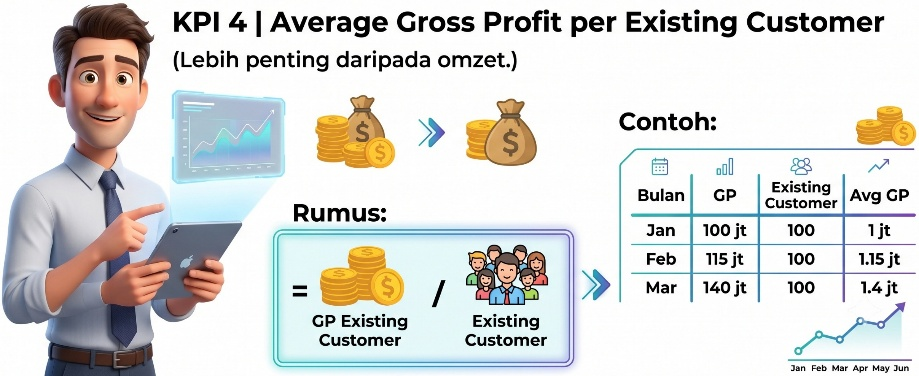 KPI 4 | Average Gross Profit per Existing Customer
(Lebih penting daripada omzet.)
Rumus:
= GP Existing Customer / Existing Customer
Contoh:
Bulan GP Existing Customer Avg GP
Jan 100 jt 100 1 jt
Feb 115 jt 100 1.15 jt
Mar 140 jt 100 1.4 jt
Jan Feb Mar Apr May Jun